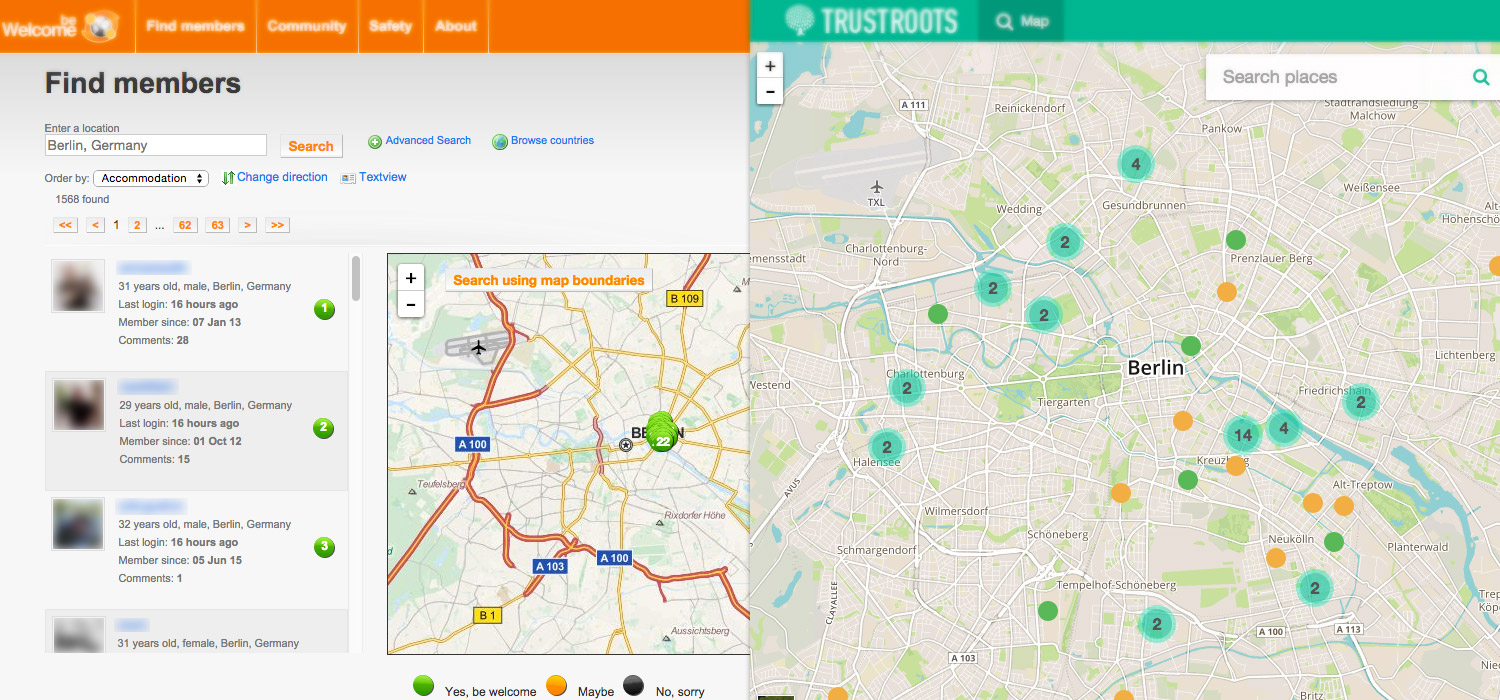 be
Welcome
Find members
Community
Safety
About
Find members
Enter a location
Berlin, Germany
Search
Advanced Search
Browse countries
Order by:
Accommodation
Change direction
Textview
1568 found
<< < 1 2 ... 62 63 > >>
31 years old, male, Berlin, Germany
Last login: 16 hours ago
Member since: 07 Jan 13
Comments: 28
1
29 years old, male, Berlin, Germany
Last login: 16 hours ago
Member since: 01 Oct 12
Comments: 15
2
32 years old, male, Berlin, Germany
Last login: 16 hours ago
Member since: 05 Jun 15
Comments: 1
3
31 years old, female, Berlin, Germany
+
-
Search using map boundaries
B 109
M
A 100
BE
N
22
Teufelsberg
Rixdorfer Höhe
A 103
A 100
B 1
Aussichtsberg
Yes, be welcome
Maybe
No, sorry
TRUSTROOTS
Map
+
-
Search places
A 111
Reinickendorf
Stadtrandsiedlung
Malchow
Pankow
4
TXL
Weißensee
Gesundbrunnen
Alt-
Hohenschö
Wedding
2
Charlottenburg-
Nord
emensstadt
Prenzlauer Berg
2
2
Lichtenberg
Berlin
Charlottenburg
Westend
2
Tiergarten
Friedrichshain
2
14
4
2
Halensee
Kreuzberg
AVUS
Alt-Treptow
Wilmersdorf
Schöneberg
Neukölln
Plänterwald
Schmargendorf
Tempelhof-Schöneberg
2
CLAYALLEE
Trep
Köpe
2
A 100
A 113
A 103
Nie